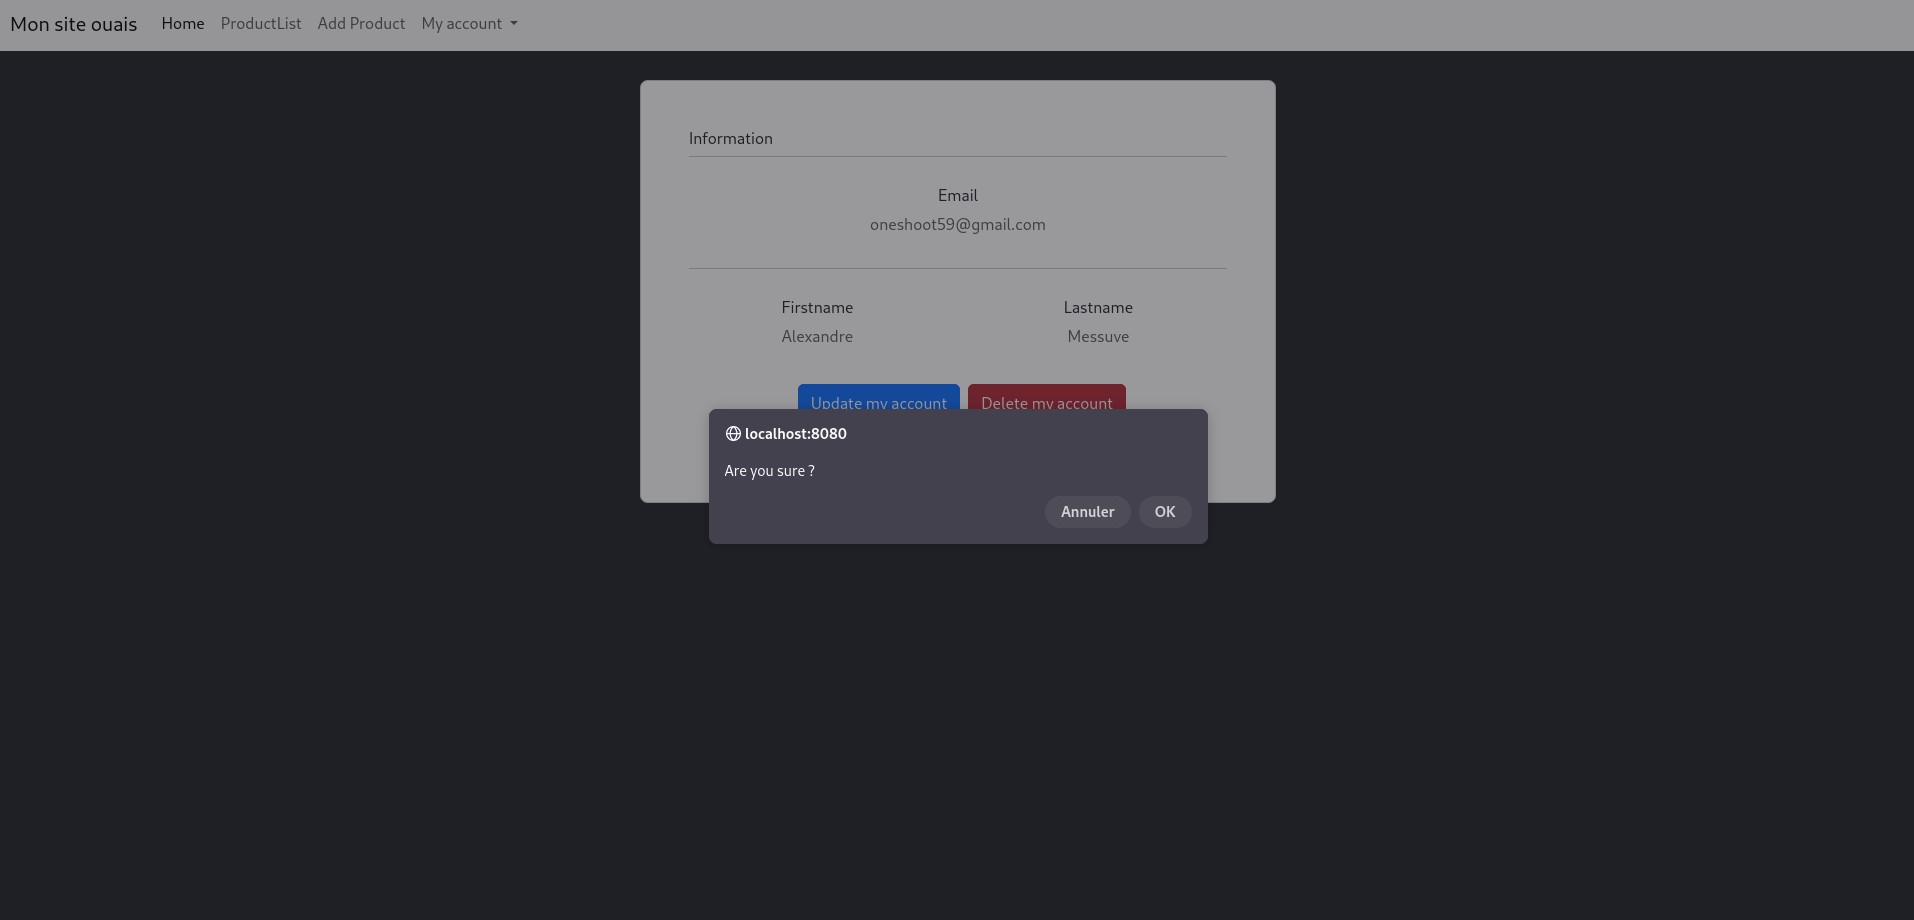 Mon site ouais Home ProductList Add Product My account
Information
Email
oneshoot59@gmail.com
Firstname Lastname
Alexandre Messuve
Update my account Delete my account
localhost:8080
Are you sure ?
Annuler OK